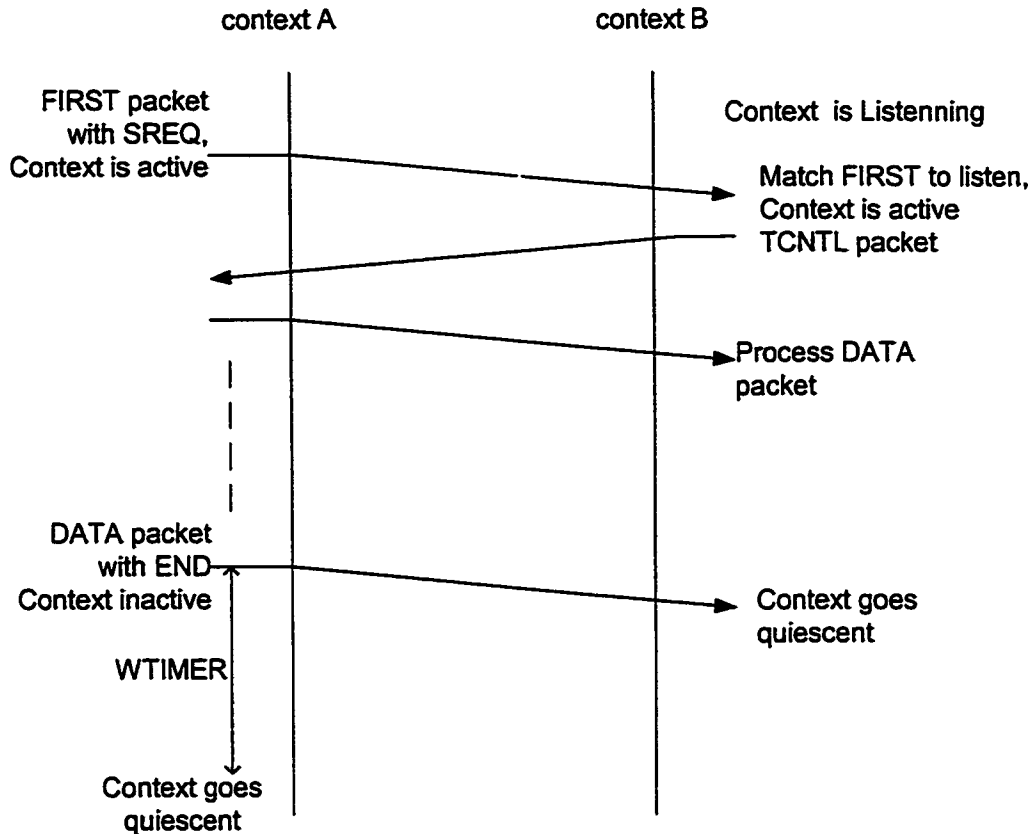 context A
context B
FIRST packet
with SREQ,
Context is active
Context is Listenning
Match FIRST to listen,
Context is active
TCNTL packet
Process DATA
packet
DATA packet
with END
Context inactive
Context goes
quiescent
WTIMER
Context goes
quiescent